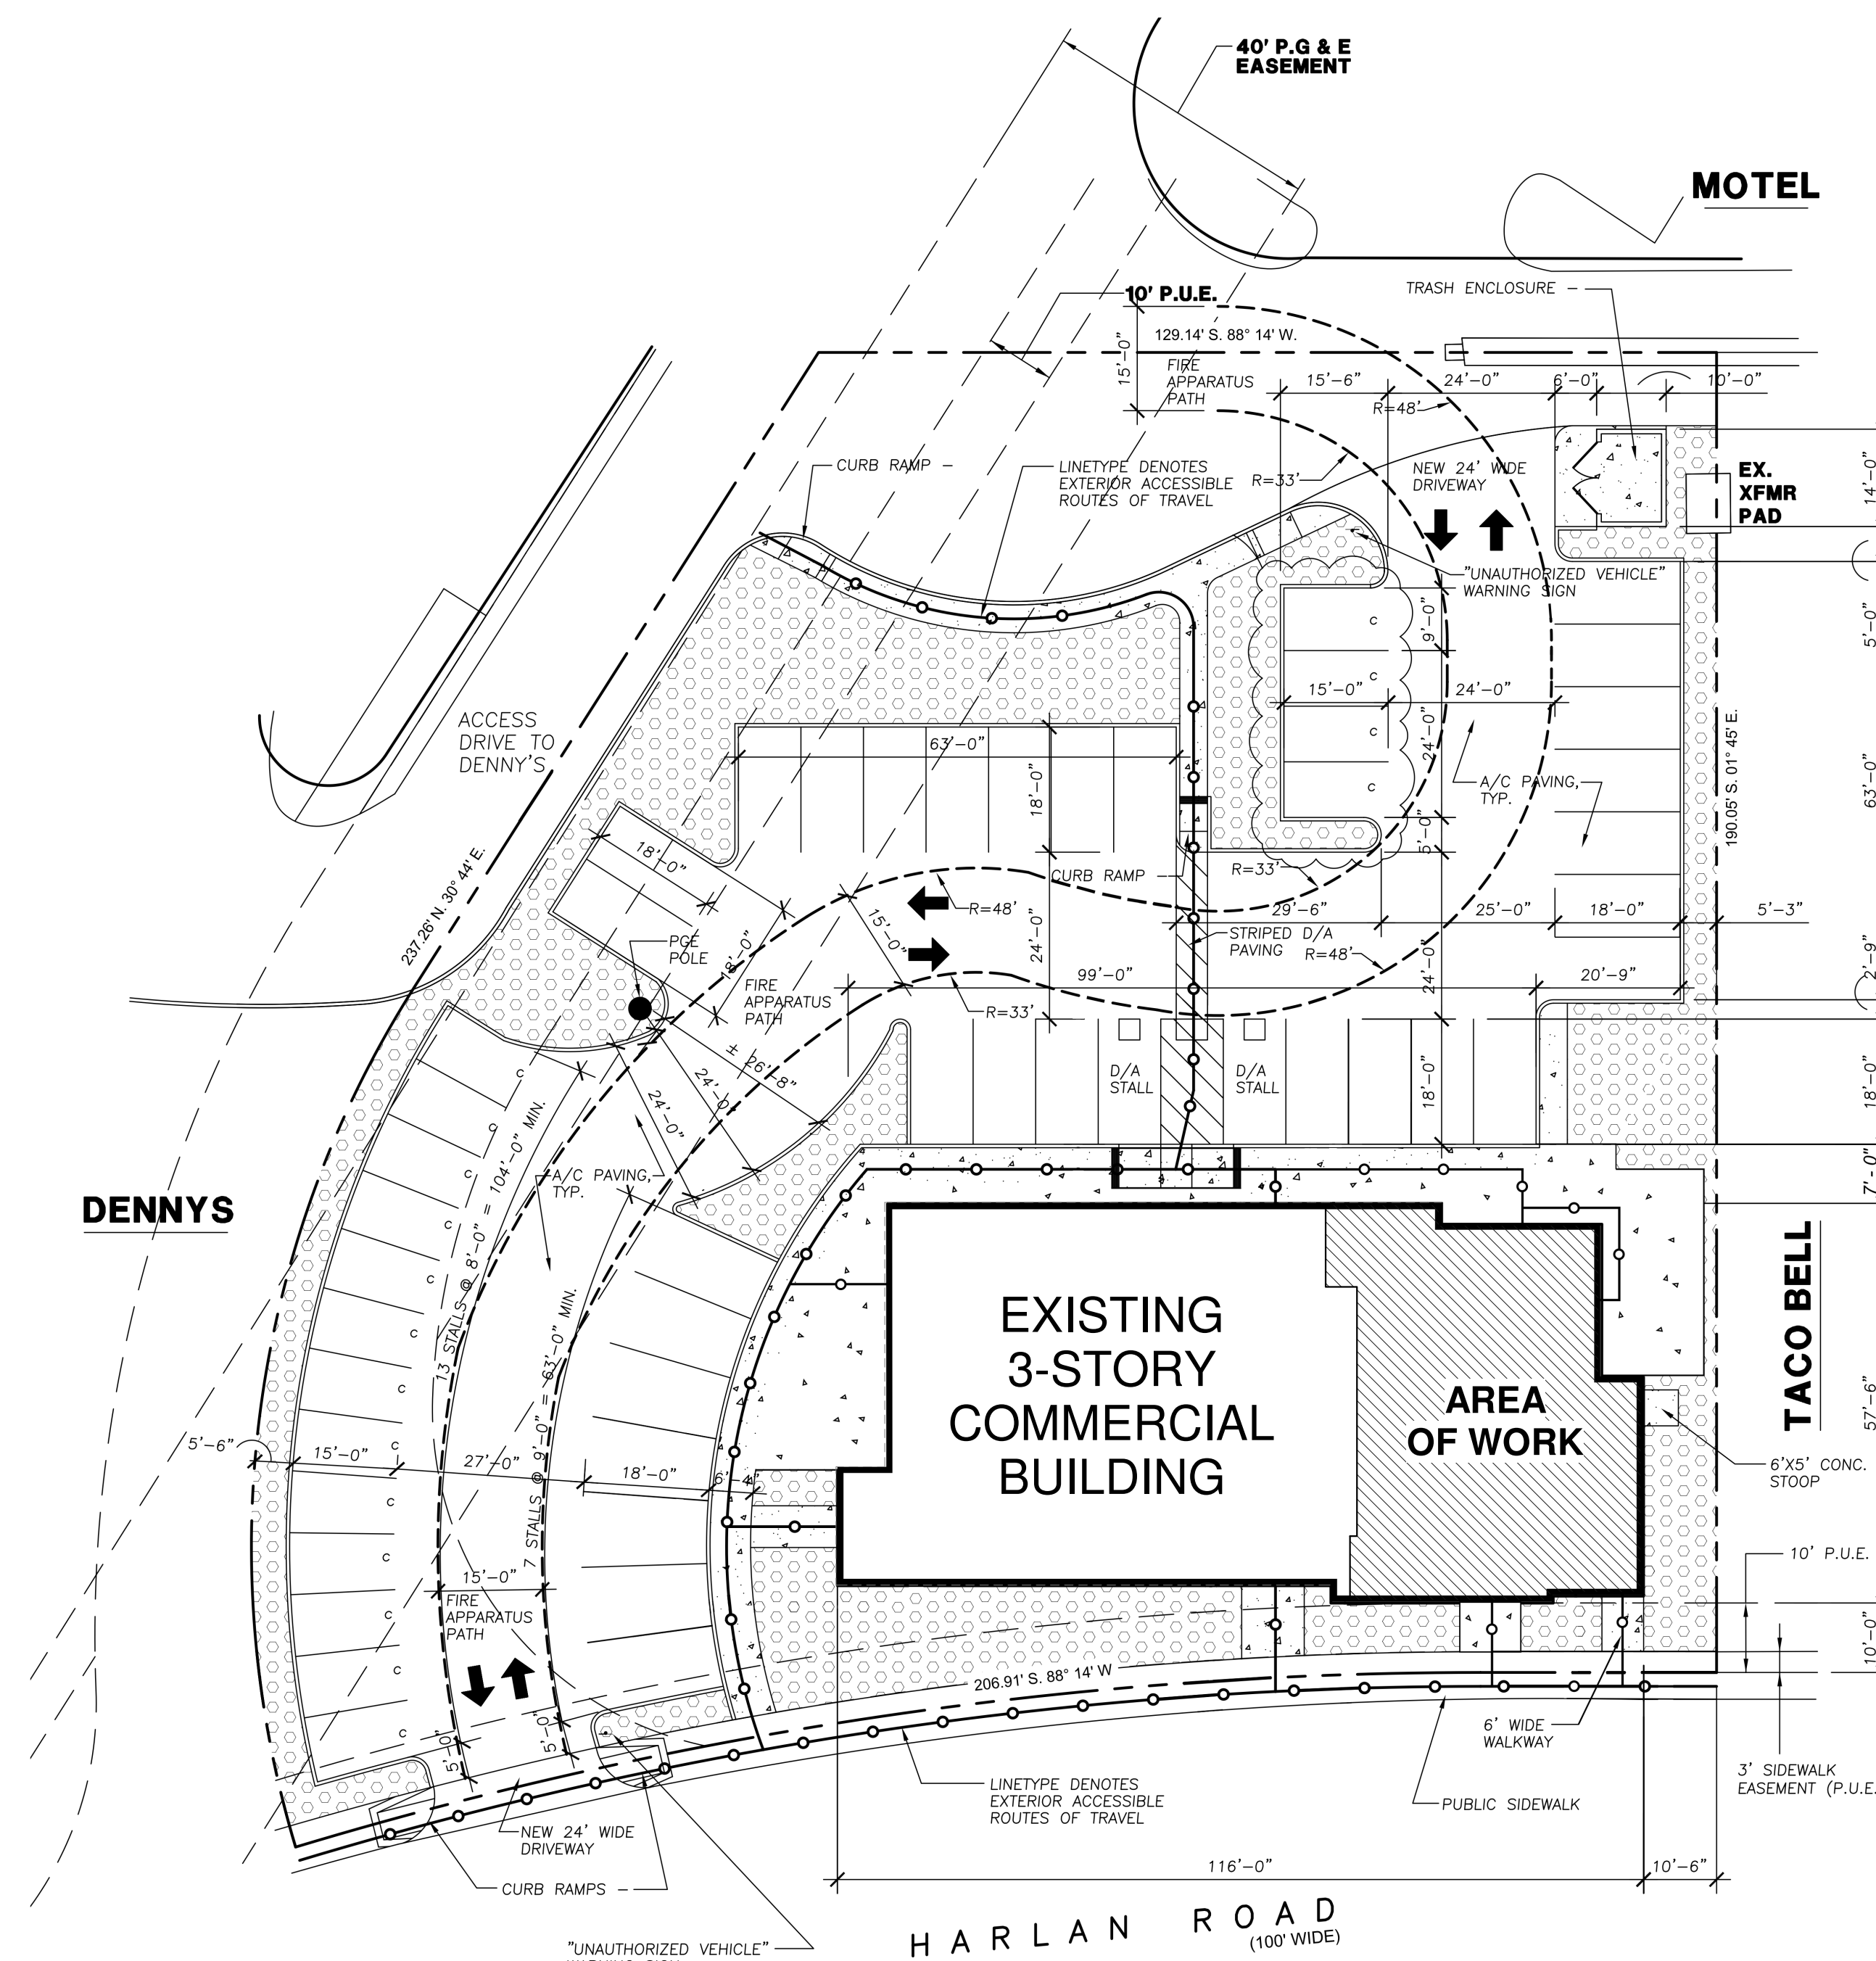 40' P.G & E
EASEMENT
MOTEL
TRASH ENCLOSURE
10' P.U.E.
129.14' S. 88° 14' W.
15'-0"
FIRE
APPARATUS
PATH
15'-6"
24'-0"
6'-0"
10'-0"
R=48'
CURB RAMP
LINETYPE DENOTES
EXTERIOR ACCESSIBLE
ROUTES OF TRAVEL
R=33'
NEW 24' WIDE
DRIVEWAY
EX.
XFMR
PAD
14'-0"
"UNAUTHORIZED VEHICLE"
WARNING SIGN
C
9'-0"
5'-0"
C
15'-0"
24'-0"
ACCESS
DRIVE TO
DENNY'S
63'-0"
C
24'-0"
190.05' S. 01° 45' E.
18'-0"
C
A/C PAVING,
TYP.
63'-0"
237.26' N. 30° 44' E.
18'-0"
CURB RAMP
R=33'
5'-0"
R=48'
15'-0"
29'-6"
25'-0"
18'-0"
5'-3"
PGE
POLE
18'-0"
24'-0"
STRIPED D/A
PAVING
R=48'
2'-9"
FIRE
APPARATUS
PATH
99'-0"
24'-0"
20'-9"
R=33'
± 26'-8"
C
24'-0"
24'-0"
D/A
STALL
D/A
STALL
18'-0"
18'-0"
C
C
A/C PAVING,
TYP.
7'-0"
DENNYS
C
C
13 STALLS @ 8'-0" = 104'-0" MIN.
C
C
7 STALLS @ 9'-0" = 63'-0" MIN.
EXISTING
3-STORY
COMMERCIAL
BUILDING
AREA
OF WORK
TACO BELL
57'-6"
5'-6"
15'-0"
C
27'-0"
18'-0"
6'-4"
6'X5' CONC.
STOOP
C
C
10' P.U.E.
15'-0"
FIRE
APPARATUS
PATH
C
C
10'-0"
206.91' S. 88° 14' W
C
5'-0"
5'-0"
6' WIDE
WALKWAY
3' SIDEWALK
EASEMENT (P.U.E.
LINETYPE DENOTES
EXTERIOR ACCESSIBLE
ROUTES OF TRAVEL
PUBLIC SIDEWALK
NEW 24' WIDE
DRIVEWAY
CURB RAMPS
116'-0"
10'-6"
HARLAN ROAD
(100' WIDE)
"UNAUTHORIZED VEHICLE"